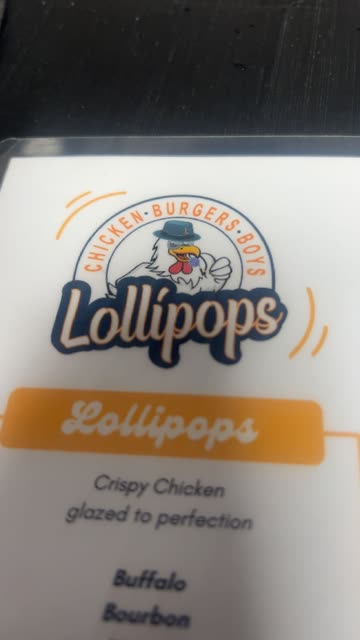 CHICKEN·BURGERS·BOYS
Lollipops
Lollipops
Crispy Chicken
glazed to perfection
Buffalo
Bourbon